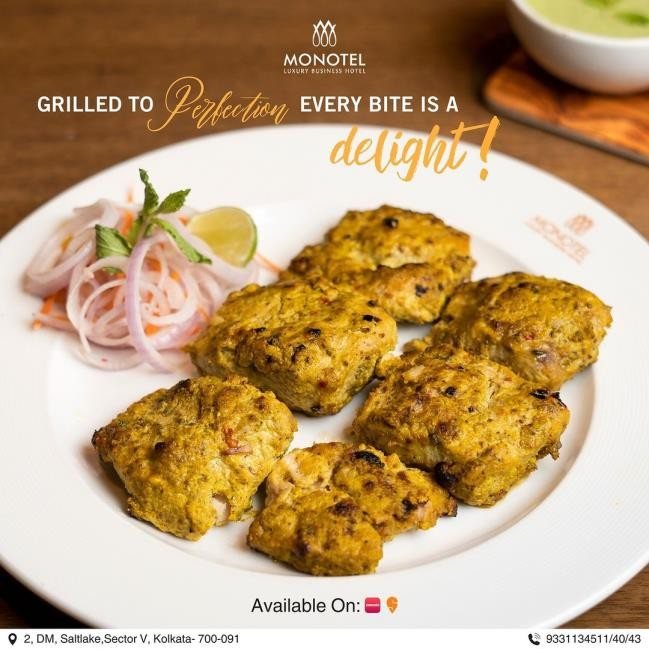 MONOTEL
LUXURY BUSINESS HOTEL
GRILLED TO Perfection EVERY BITE IS A
delight!
MONOTEL
Available On:
2, DM, Saltlake,Sector V, Kolkata- 700-091
9331134511/40/43